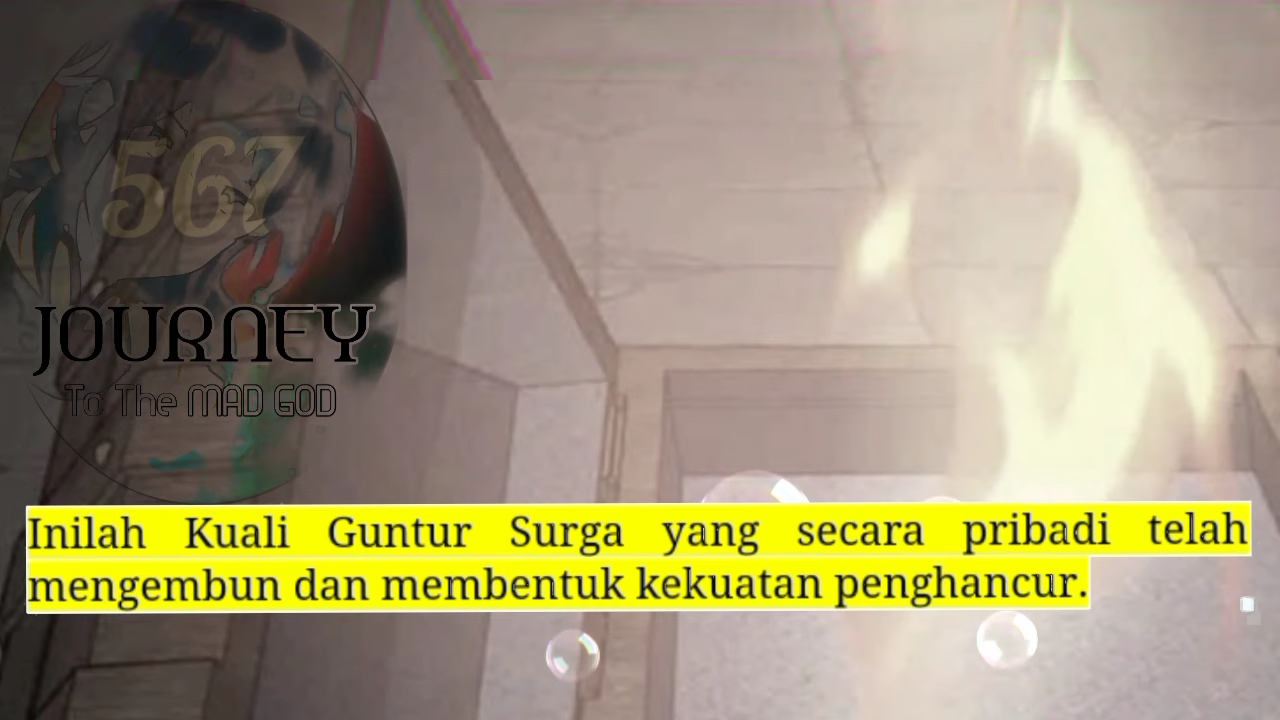 567
JOURNEY
To The MAD GOD
Inilah Kuali Guntur Surga yang secara pribadi telah
mengembun dan membentuk kekuatan penghancur.